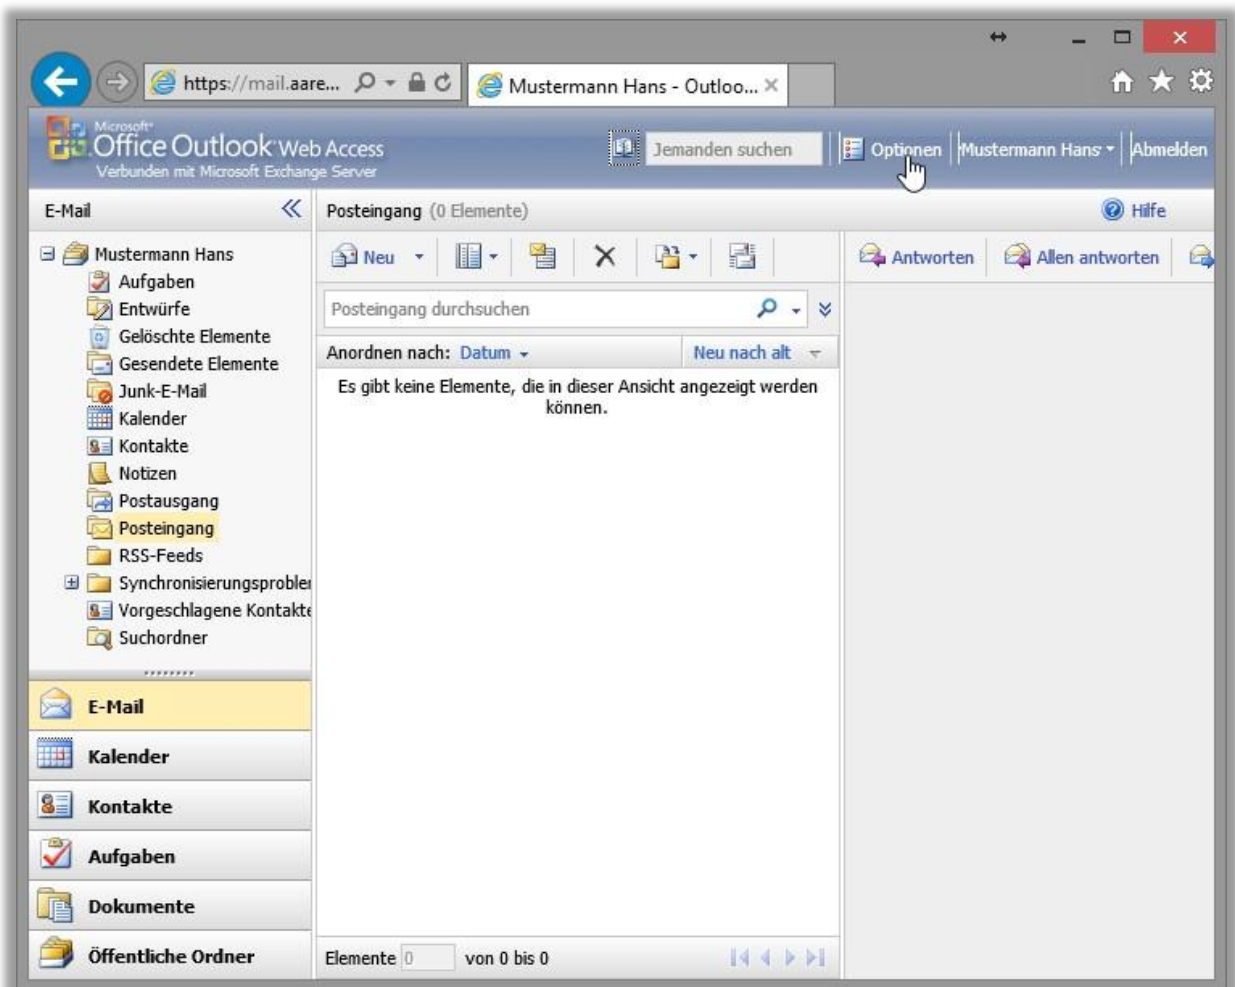 https://mail.aare... Mustermann Hans - Outloo...
Microsoft®
Office Outlook Web Access
Verbunden mit Microsoft Exchange Server
Jemanden suchen
Optionen
Mustermann Hans
Abmelden
E-Mail
Posteingang (0 Elemente)
Hilfe
Mustermann Hans
Aufgaben
Entwürfe
Gelöschte Elemente
Gesendete Elemente
Junk-E-Mail
Kalender
Kontakte
Notizen
Postausgang
Posteingang
RSS-Feeds
Synchronisierungsproblem
Vorgeschlagene Kontakte
Suchordner
E-Mail
Kalender
Kontakte
Aufgaben
Dokumente
Öffentliche Ordner
Neu
Posteingang durchsuchen
Anordnen nach: Datum
Neu nach alt
Es gibt keine Elemente, die in dieser Ansicht angezeigt werden
können.
Elemente 0 von 0 bis 0
Antworten
Allen antworten